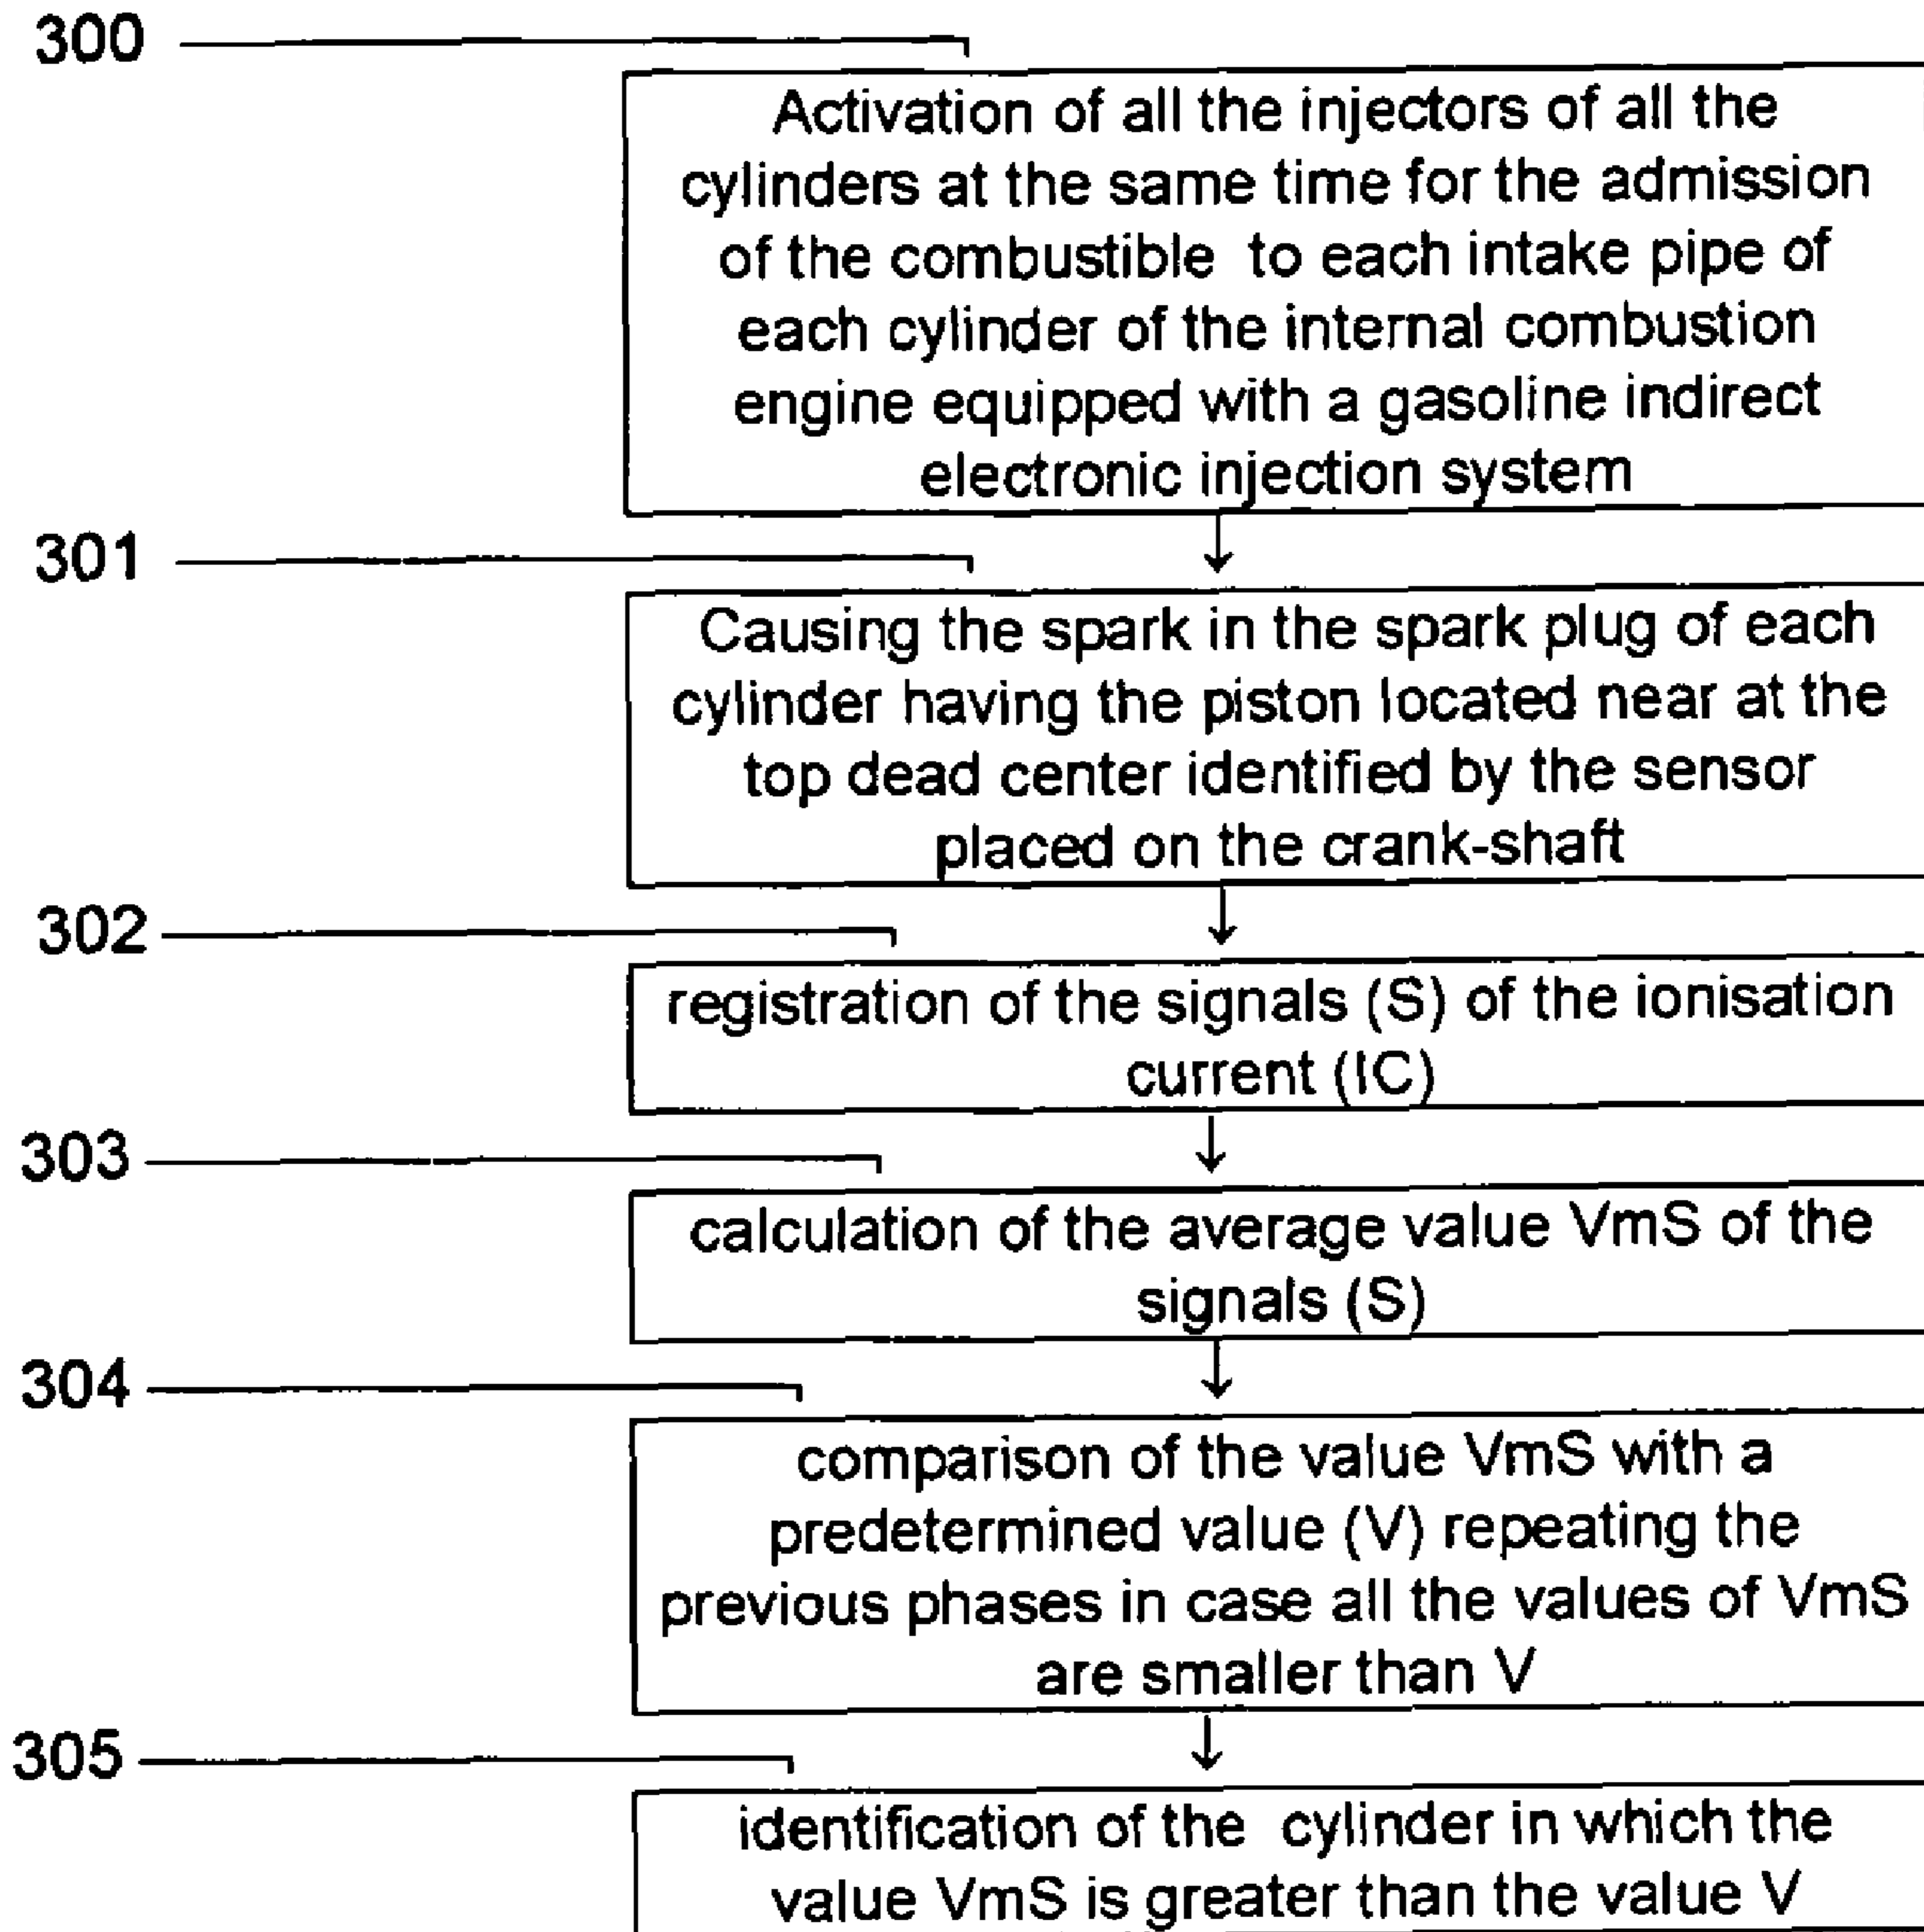 300
Activation of all the injectors of all the
cylinders at the same time for the admission
of the combustible to each intake pipe of
each cylinder of the internal combustion
engine equipped with a gasoline indirect
electronic injection system
301
Causing the spark in the spark plug of each
cylinder having the piston located near at the
top dead center identified by the sensor
placed on the crank-shaft
302
registration of the signals (S) of the ionisation
current (IC)
303
calculation of the average value VmS of the
signals (S)
304
comparison of the value VmS with a
predetermined value (V) repeating the
previous phases in case all the values of VmS
are smaller than V
305
identification of the cylinder in which the
value VmS is greater than the value V